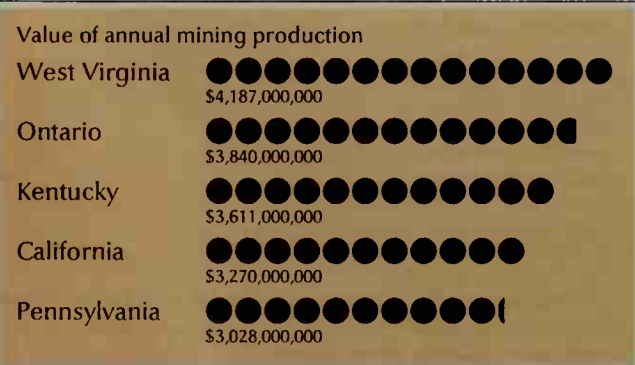 Value of annual mining production
West Virginia
$4,187,000,000
Ontario
$3,840,000,000
Kentucky
$3,611,000,000
California
$3,270,000,000
Pennsylvania
$3,028,000,000